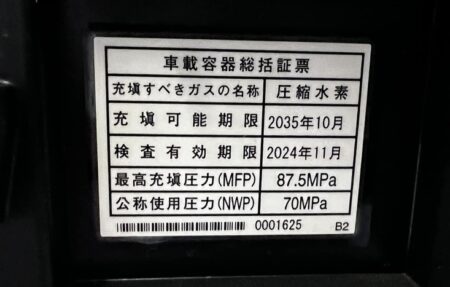 車載容器総括証票
充填すべきガスの名称 圧縮水素
充填可能期限 2035年10月
検査有効期限 2024年11月
最高充填圧力(MFP) 87.5MPa
公称使用圧力(NWP) 70MPa
0001625 B2